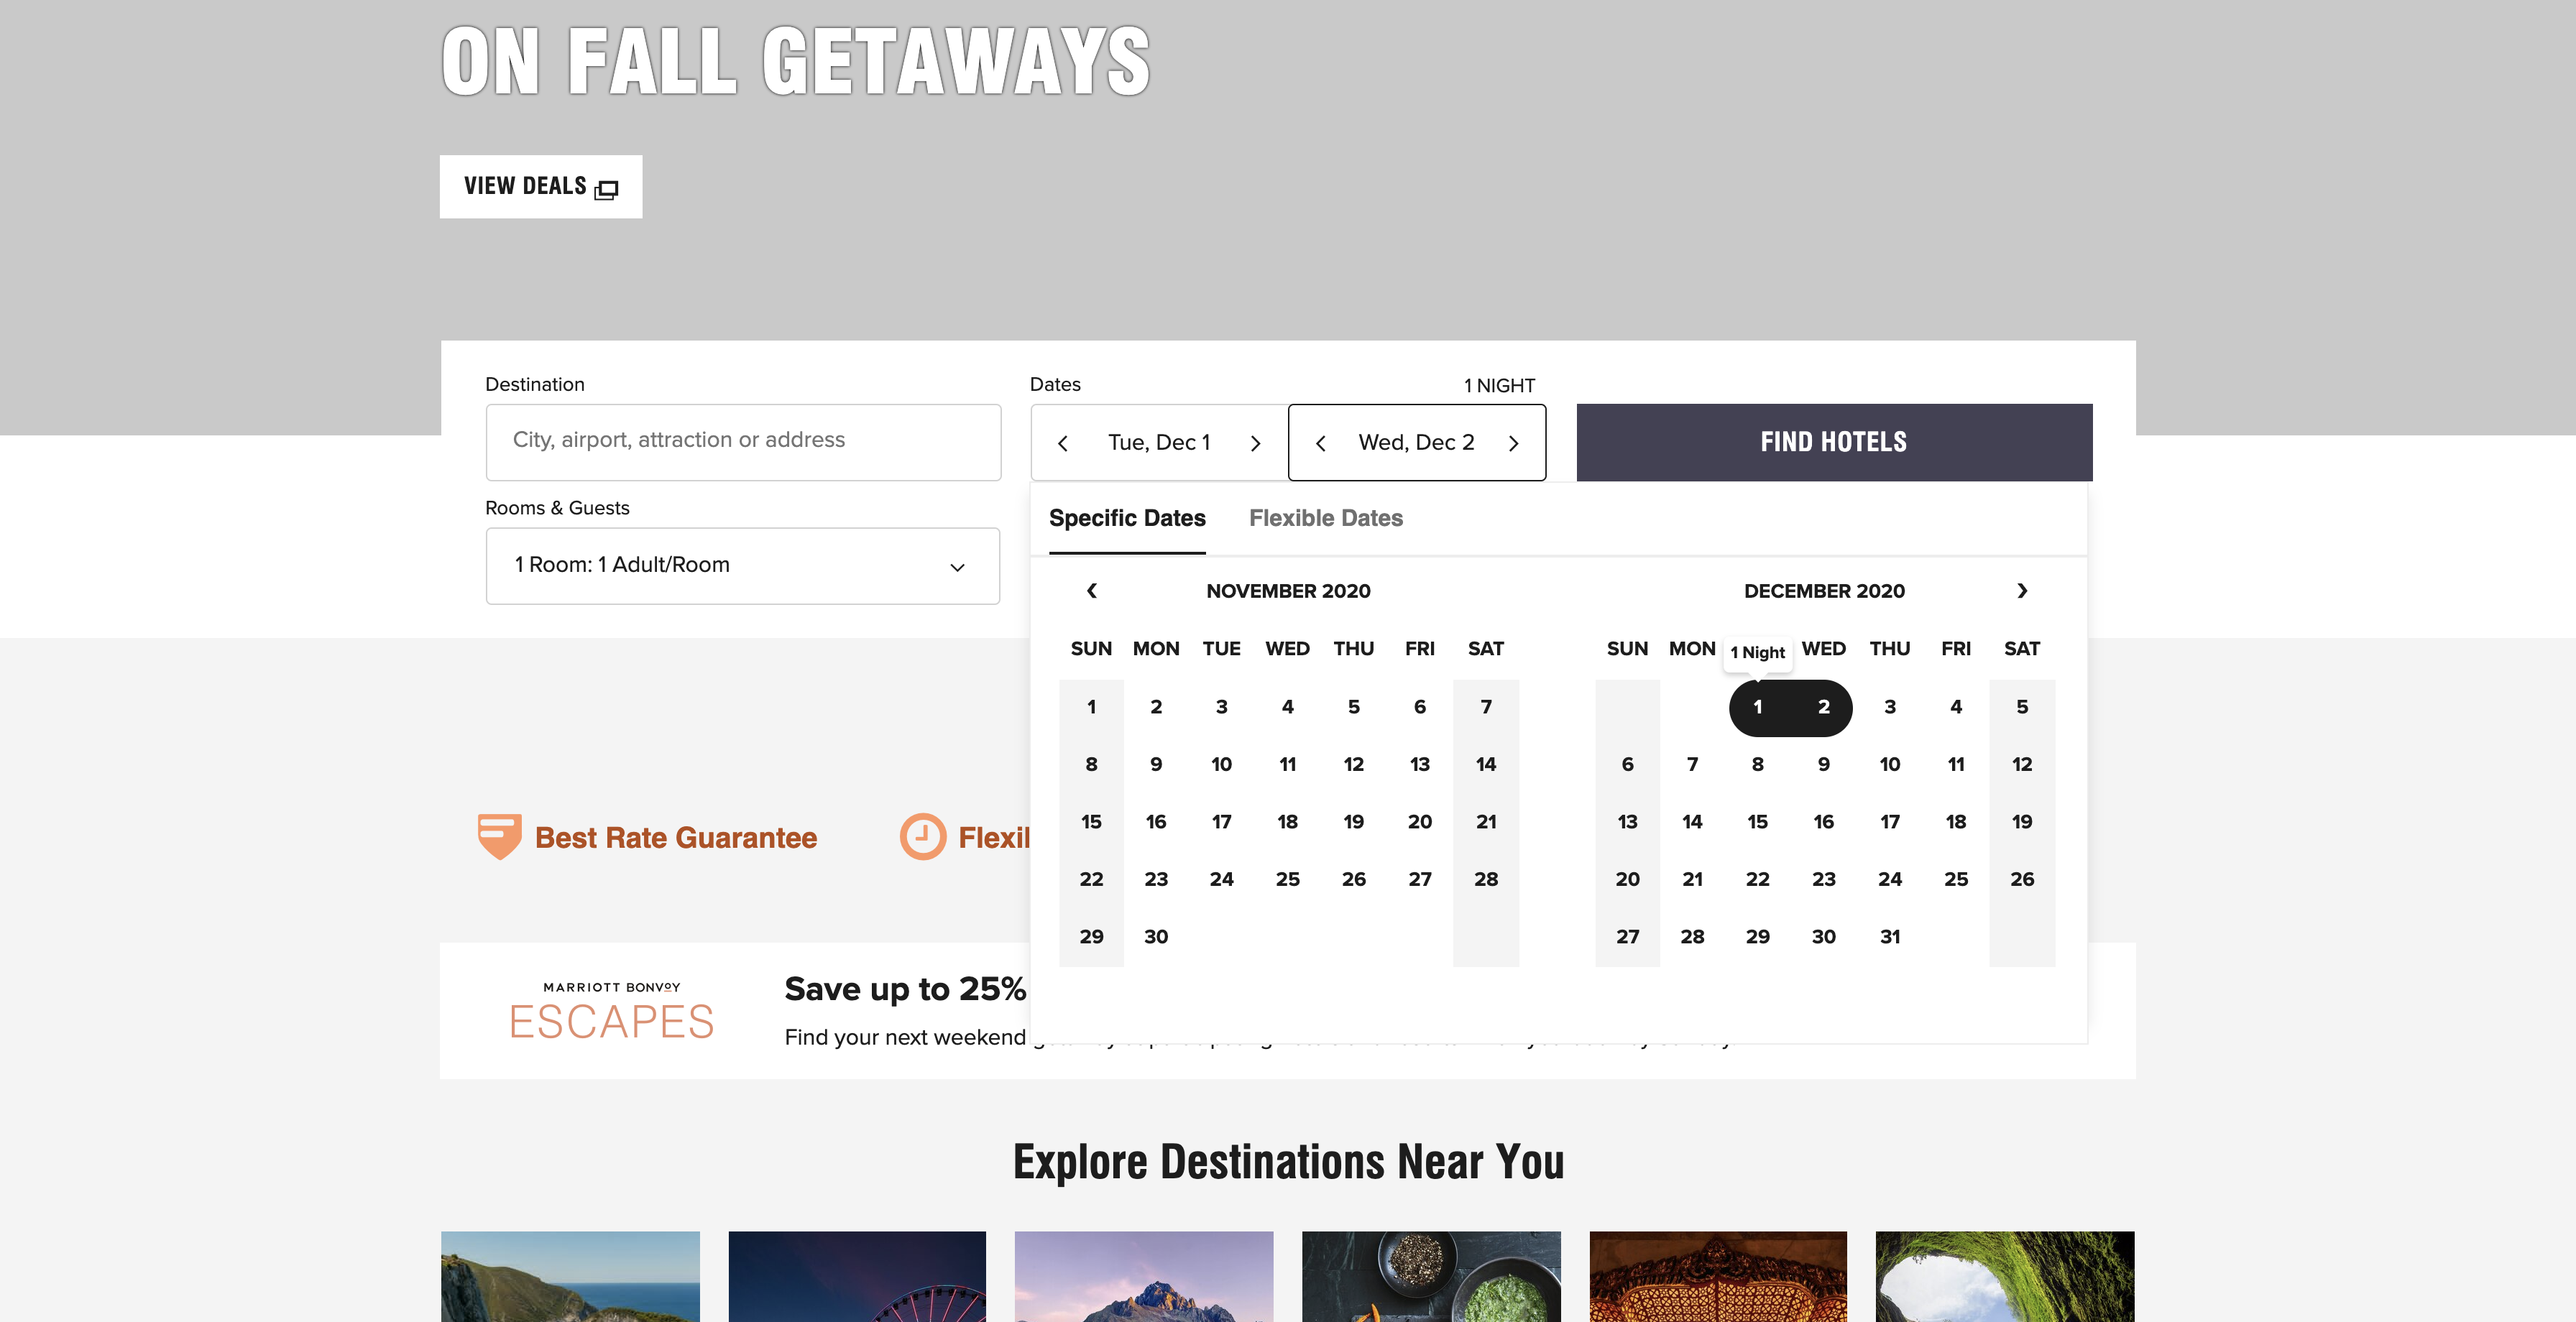 ON FALL GETAWAYS
VIEW DEALS
Destination
City, airport, attraction or address
Dates
1 NIGHT
Tue, Dec 1
Wed, Dec 2
FIND HOTELS
Rooms & Guests
1 Room: 1 Adult/Room
Specific Dates Flexible Dates
NOVEMBER 2020
SUN MON TUE WED THU FRI SAT
1 2 3 4 5 6 7
8 9 10 11 12 13 14
15 16 17 18 19 20 21
22 23 24 25 26 27 28
29 30
DECEMBER 2020
SUN MON 1 Night WED THU FRI SAT
1 2 3 4 5
6 7 8 9 10 11 12
13 14 15 16 17 18 19
20 21 22 23 24 25 26
27 28 29 30 31
Best Rate Guarantee
Flexil
MARRIOTT BONVOY
ESCAPES
Save up to 25%
Find your next weekend
Explore Destinations Near You